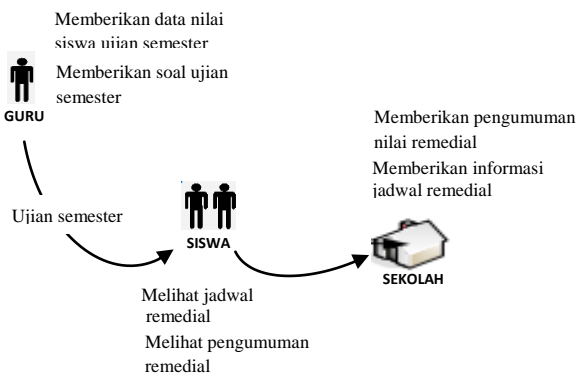 Memberikan data nilai
siswa ujian semester
Memberikan soal ujian
semester
GURU
Memberikan pengumuman
nilai remedial
Memberikan informasi
jadwal remedial
Ujian semester
SISWA
SEKOLAH
Melihat jadwal
remedial
Melihat pengumuman
remedial